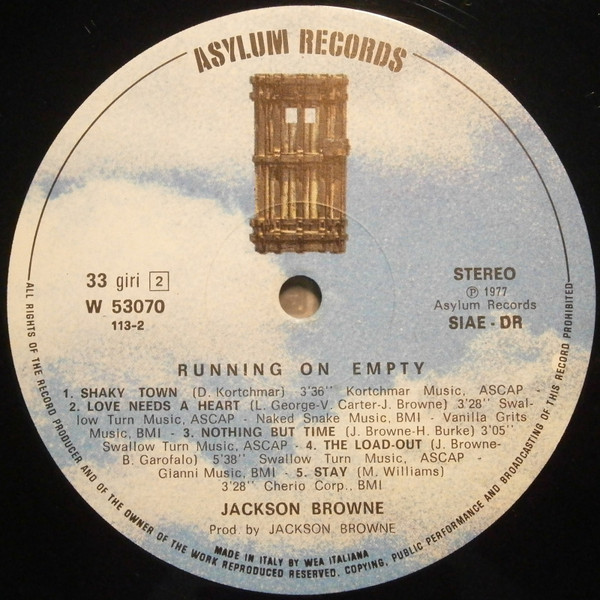 ASYLUM RECORDS
33 giri 2
W 53070
113-2
STEREO
℗ 1977
Asylum Records
SIAE - DR
RUNNING ON EMPTY
1. SHAKY TOWN (D. Kortchmar) 3'36'' Kortchmar Music, ASCAP -
2. LOVE NEEDS A HEART (L. George-V. Carter-J. Browne) 3'28'' Swal-
low Turn Music, ASCAP - Naked Snake Music, BMI - Vanilla Grits
Music, BMI - 3. NOTHING BUT TIME (J. Browne-H. Burke) 3'05''
Swallow Turn Music, ASCAP - 4. THE LOAD-OUT (J. Browne-
B. Garofalo) 5'38'' Swallow Turn Music, ASCAP -
Gianni Music, BMI - 5. STAY (M. Williams)
3'28'' Cherio Corp., BMI
JACKSON BROWNE
Prod. by JACKSON BROWNE
MADE IN ITALY BY WEA ITALIANA
ALL RIGHTS OF THE RECORD PRODUCER AND OF THE OWNER OF THE WORK REPRODUCED RESERVED. COPYING, PUBLIC PERFORMANCE AND BROADCASTING OF THIS RECORD PROHIBITED